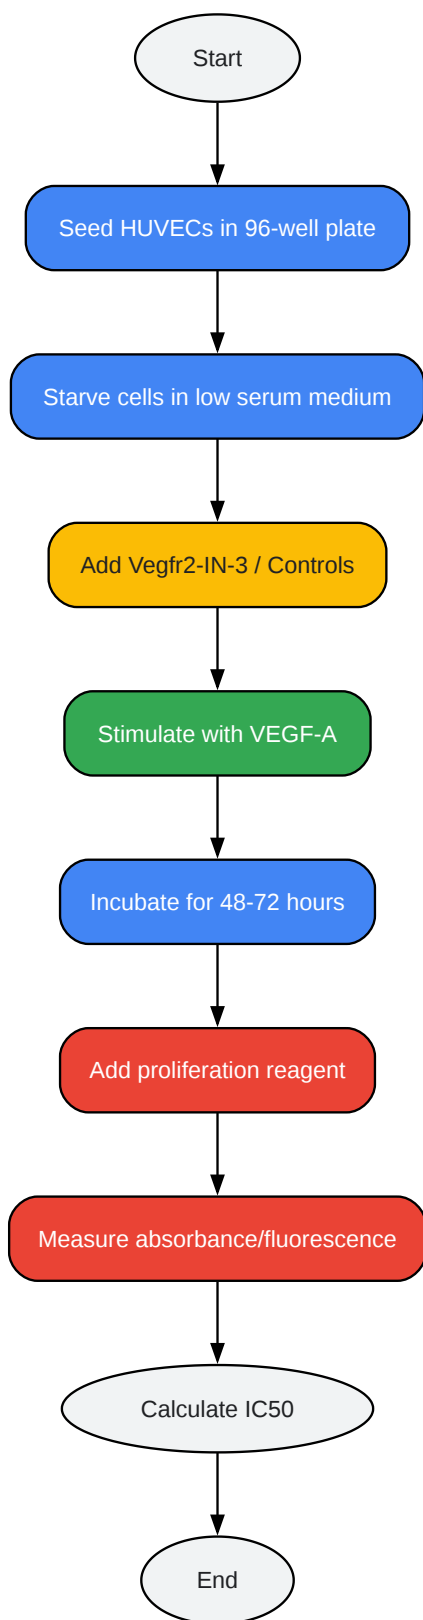 Start
Seed HUVECs in 96-well plate
Starve cells in low serum medium
Add Vegfr2-IN-3 / Controls
Stimulate with VEGF-A
Incubate for 48-72 hours
Add proliferation reagent
Measure absorbance/fluorescence
Calculate IC50
End